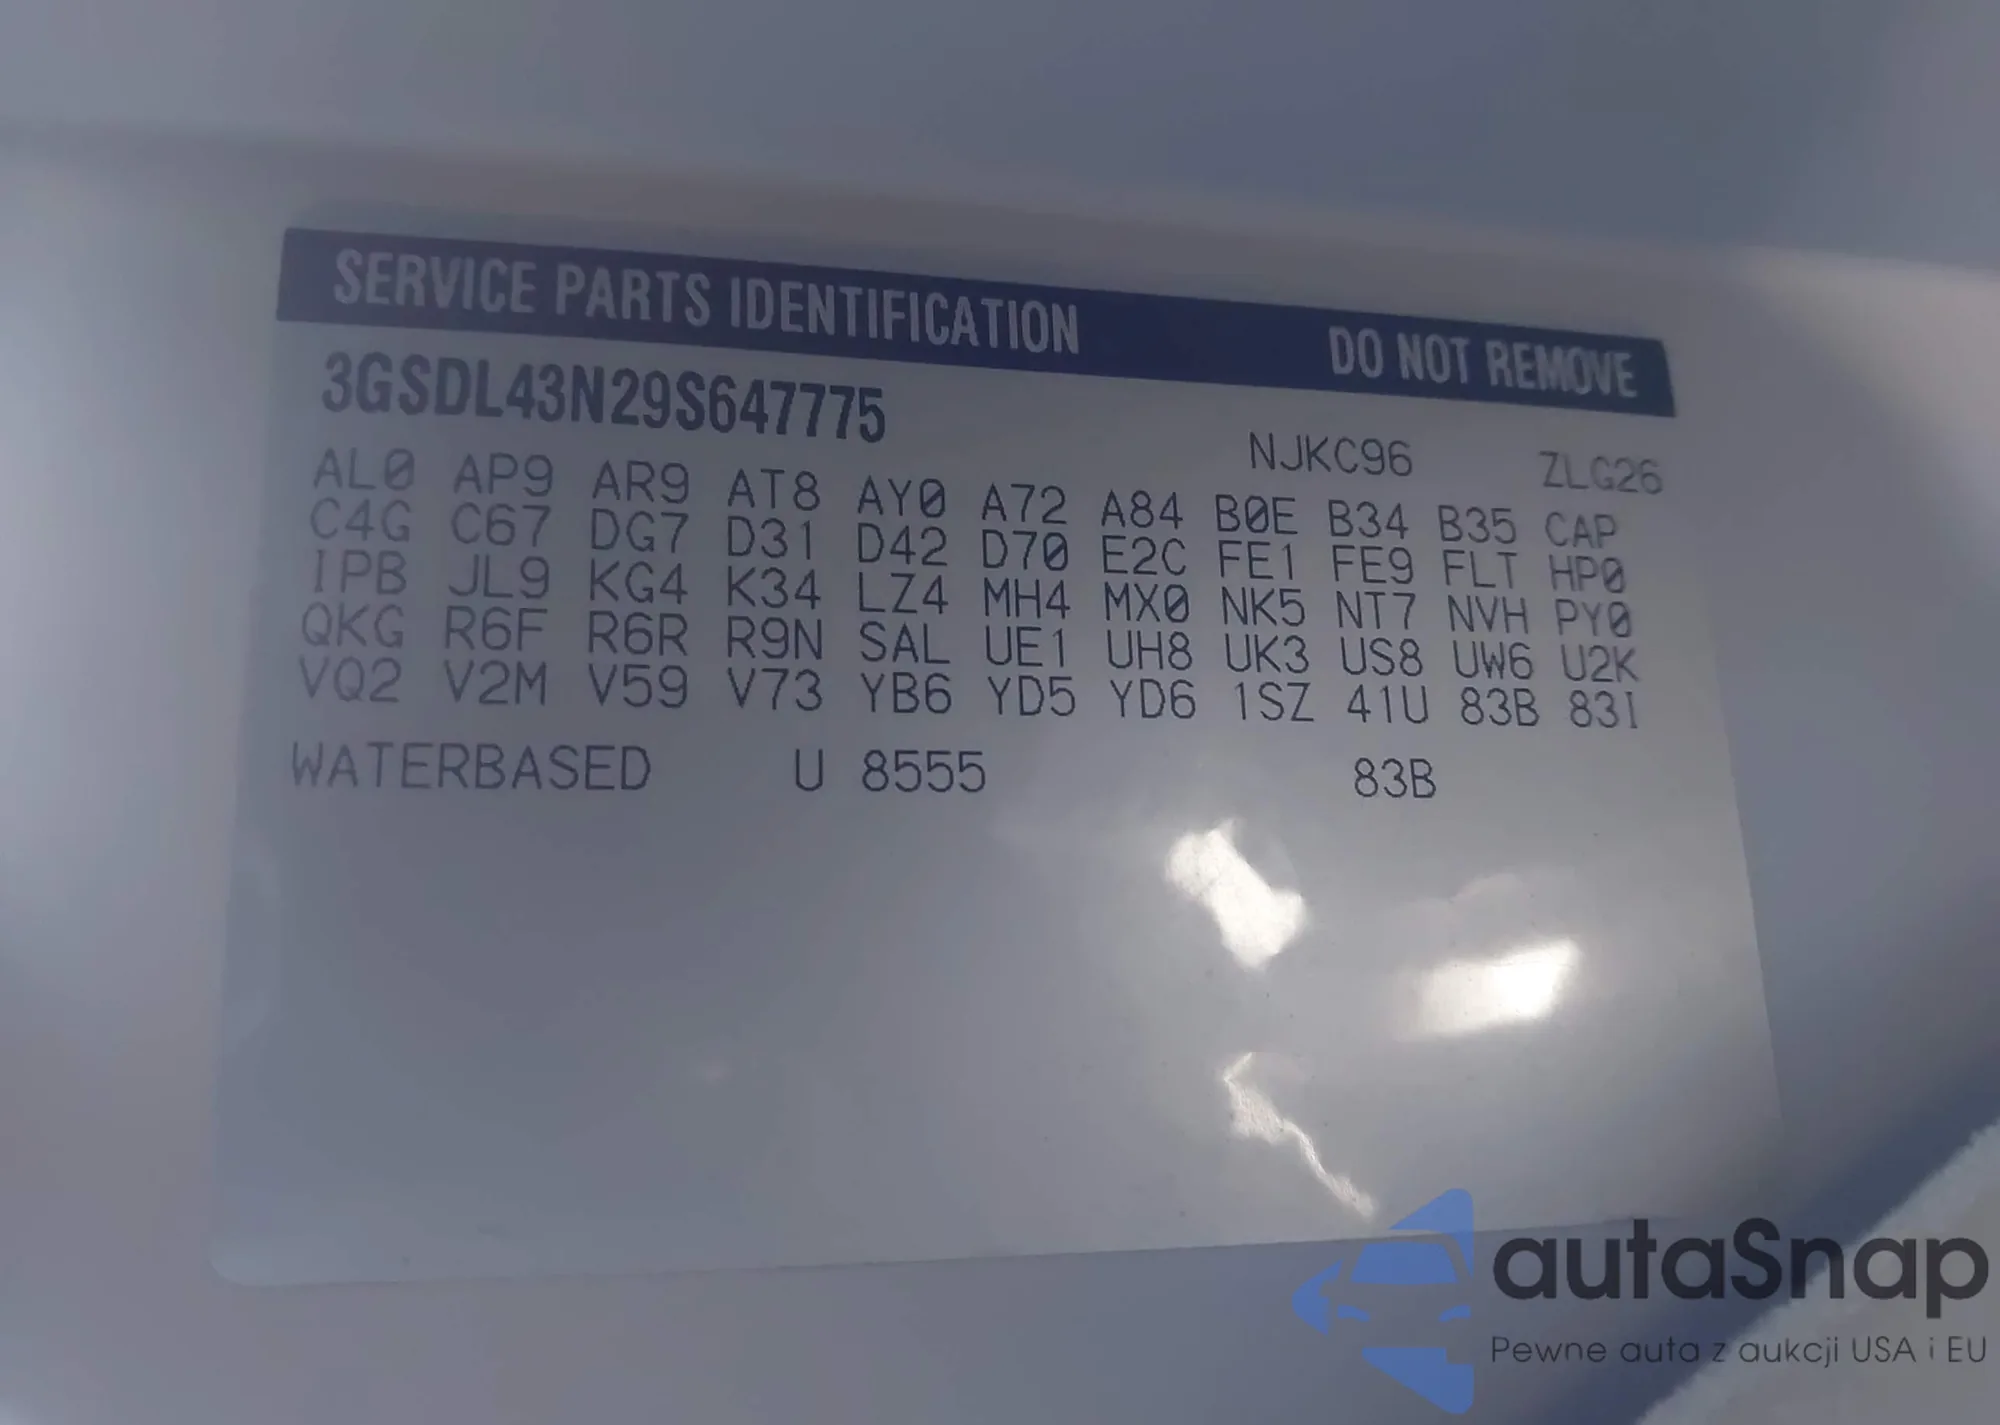 SERVICE PARTS IDENTIFICATION DO NOT REMOVE
3GSDL43N29S647775 NJKC96 ZLG26
AL0 AP9 AR9 AT8 AY0 A72 A84 B0E B34 B35 CAP
C4G C67 DG7 D31 D42 D70 E2C FE1 FE9 FLT HP0
IPB JL9 KG4 K34 LZ4 MH4 MX0 NK5 NT7 NVH PY0
QKG R6F R6R R9N SAL UE1 UH8 UK3 US8 UW6 U2K
VQ2 V2M V59 V73 YB6 YD5 YD6 1SZ 41U 83B 83I
WATERBASED U 8555 83B
autaSnap
Pewne auta z aukcji USA i EU